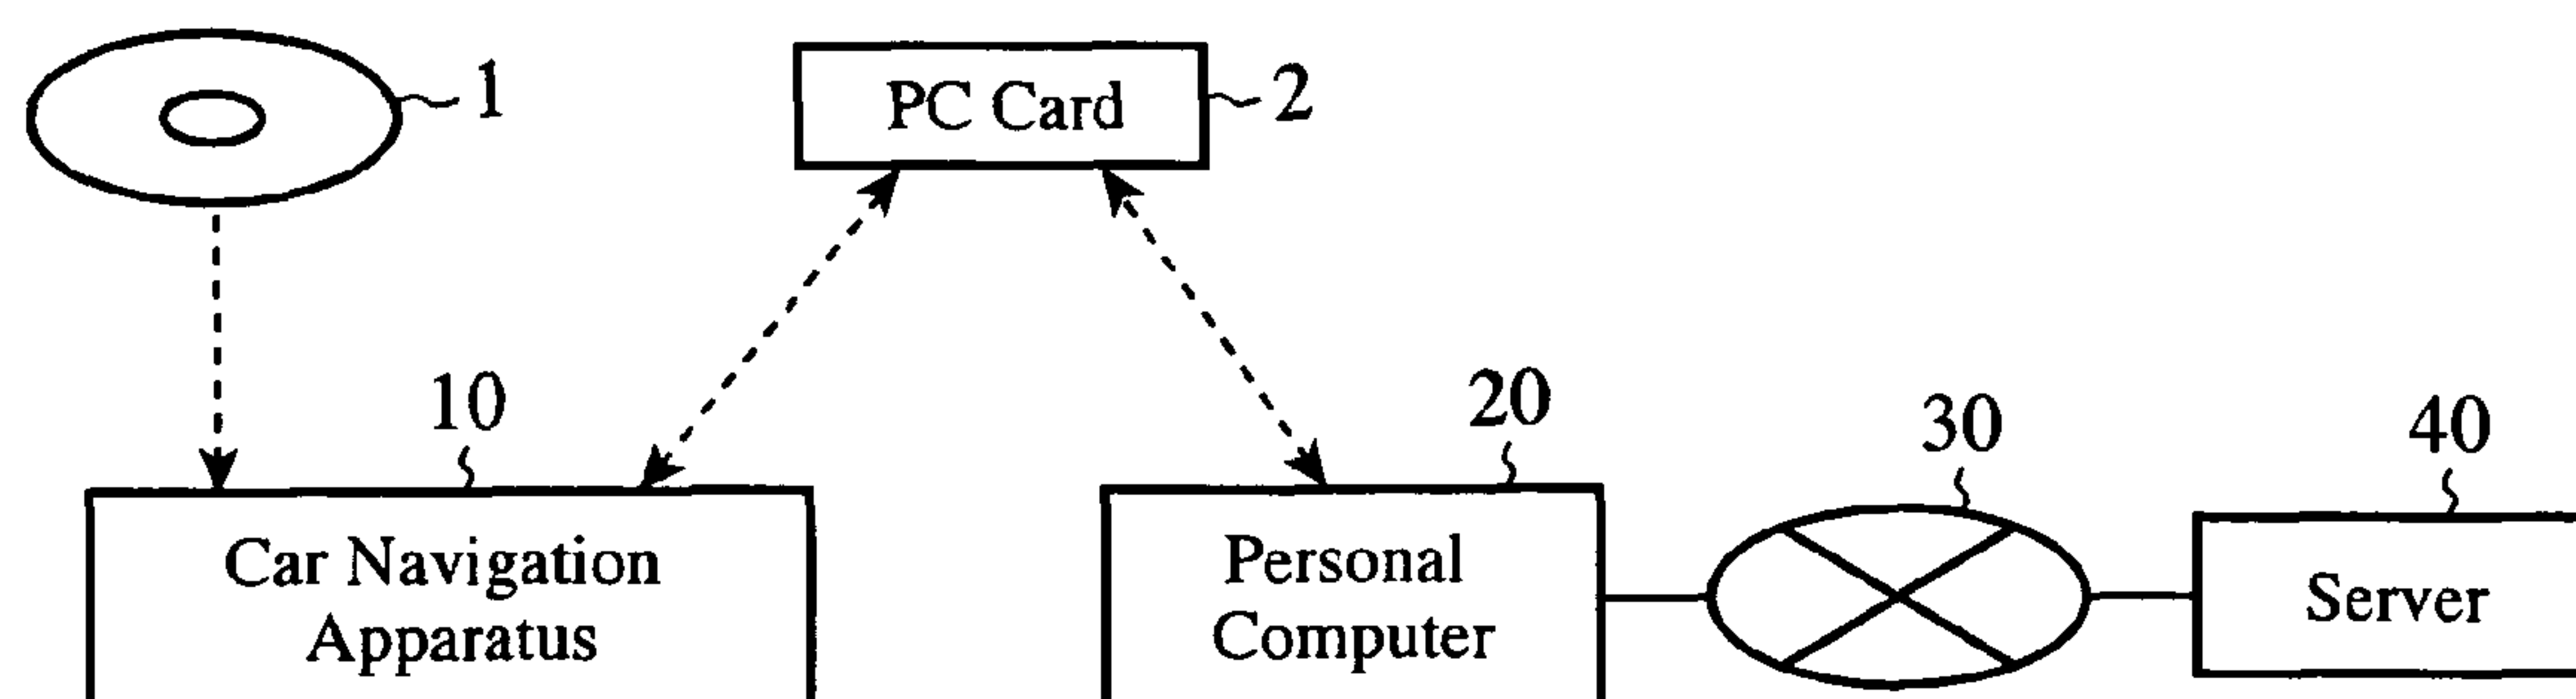 1
PC Card
2
10
20
30
40
Car Navigation
Apparatus
Personal
Computer
Server